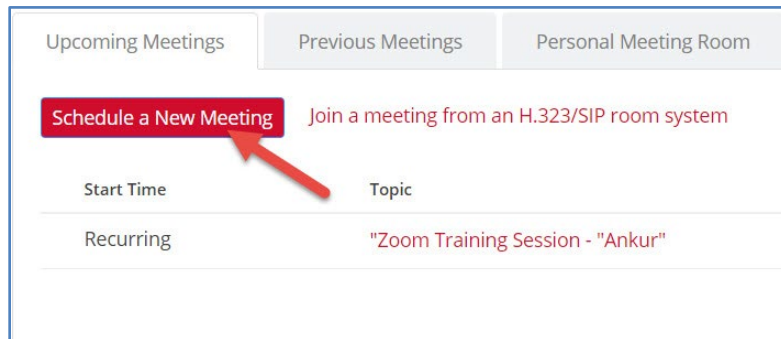 Upcoming Meetings Previous Meetings Personal Meeting Room
Schedule a New Meeting Join a meeting from an H.323/SIP room system
Start Time Topic
Recurring "Zoom Training Session - "Ankur"